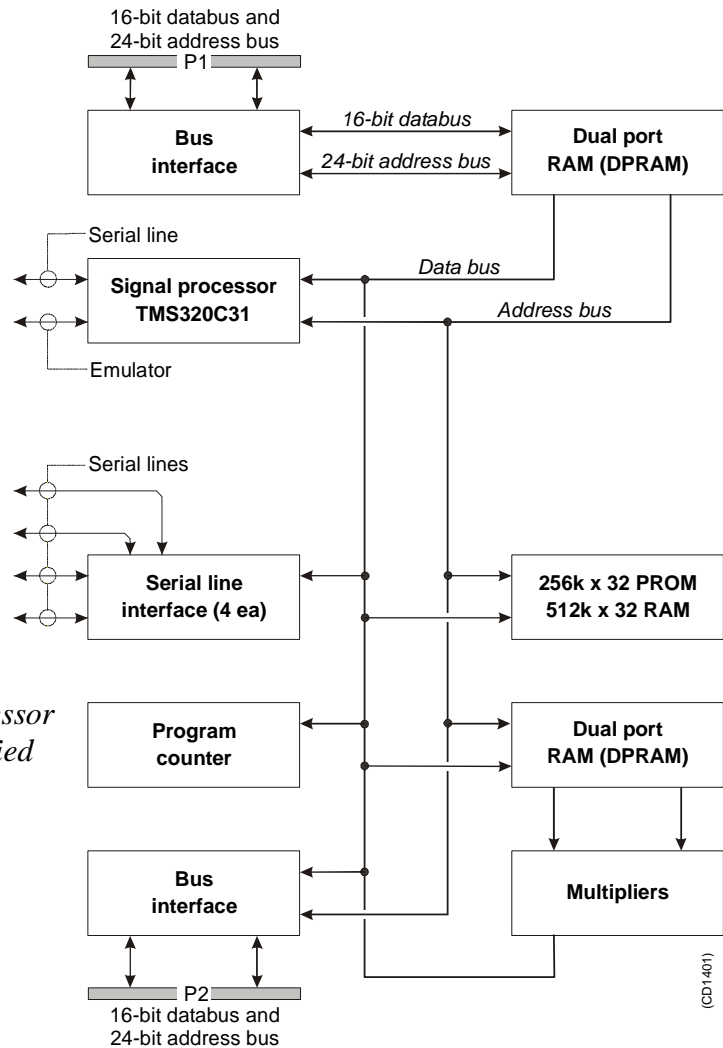 16-bit databus and
24-bit address bus
P1
Bus
interface
16-bit databus
24-bit address bus
Dual port
RAM (DPRAM)
Serial line
Signal processor
TMS320C31
Data bus
Address bus
Emulator
Serial lines
Serial line
interface (4 ea)
256k x 32 PROM
512k x 32 RAM
Program
counter
Dual port
RAM (DPRAM)
Bus
interface
Multipliers
P2
16-bit databus and
24-bit address bus
(CD1401)